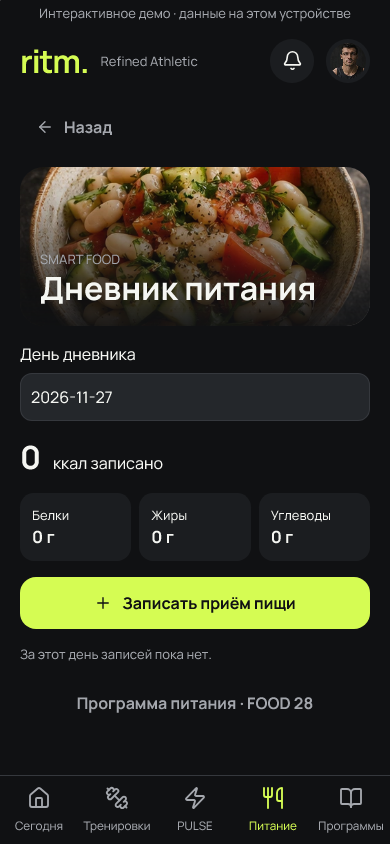 Интерактивное демо · данные на этом устройстве
ritm. Refined Athletic
Назад
SMART FOOD
Дневник питания
День дневника
2026-11-27
0 ккал записано
Белки Жиры Углеводы
0 г 0 г 0 г
+ Записать приём пищи
За этот день записей пока нет.
Программа питания · FOOD 28
Сегодня Тренировки PULSE Питание Программы